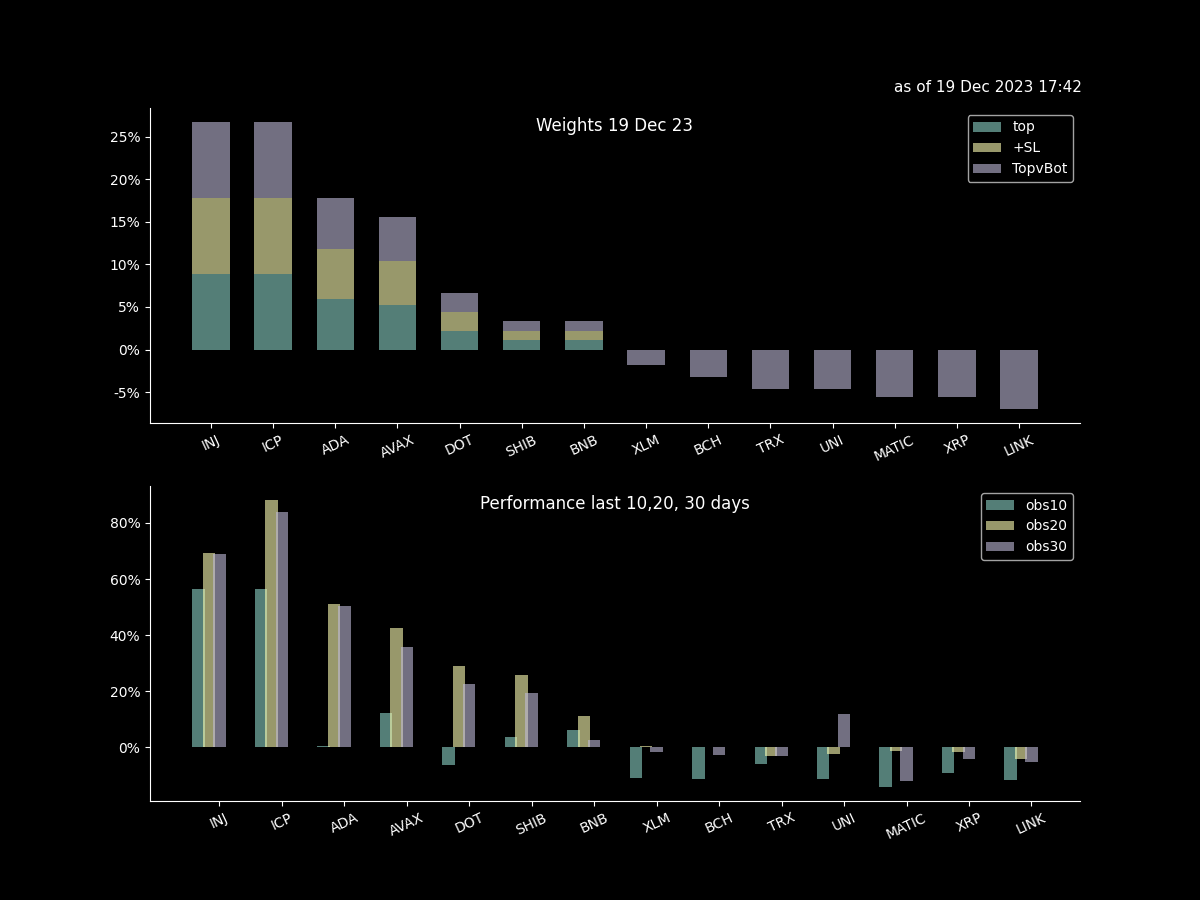 as of 19 Dec 2023 17:42
Weights 19 Dec 23
top
+SL
TopvBot
25%
20%
15%
10%
5%
0%
-5%
INJ ICP ADA AVAX DOT SHIB BNB XLM BCH TRX UNI MATIC XRP LINK
Performance last 10,20, 30 days
obs10
obs20
obs30
80%
60%
40%
20%
0%
INJ ICP ADA AVAX DOT SHIB BNB XLM BCH TRX UNI MATIC XRP LINK